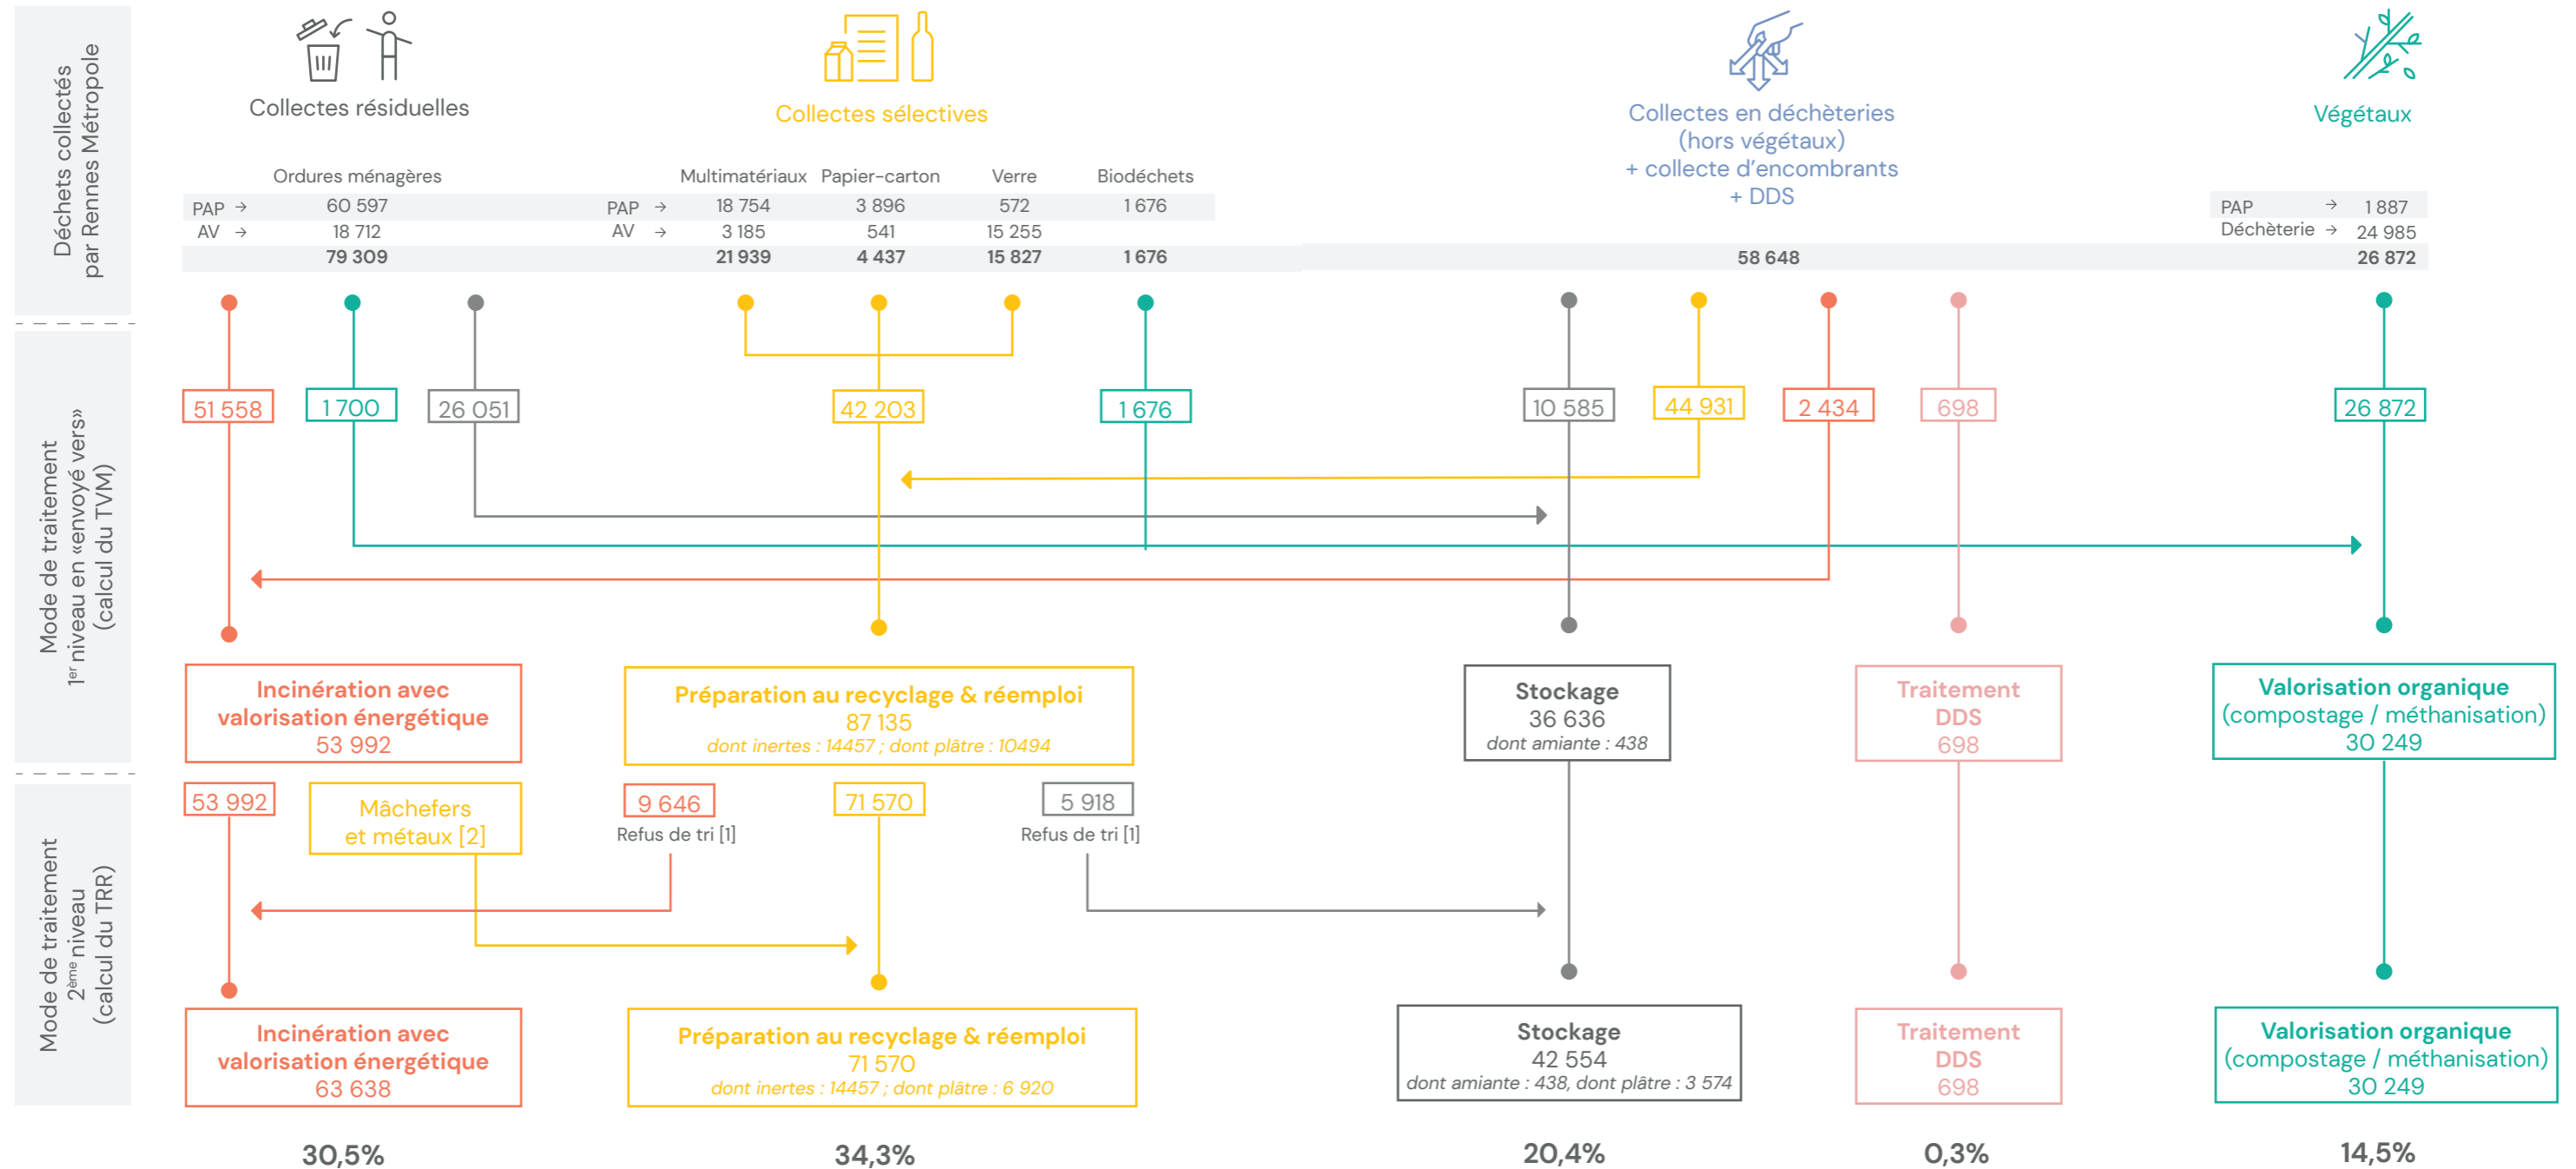 Déchets collectés
par Rennes Métropole
Collectes résiduelles
Collectes sélectives
Collectes en déchèteries
(hors végétaux)
+ collecte d'encombrants
+ DDS
Végétaux
Ordures ménagères
PAP → 60 597
AV → 18 712
79 309
Multimatériaux Papier-carton Verre Biodéchets
PAP → 18 754 3 896 572 1 676
AV → 3 185 541 15 255
21 939 4 437 15 827 1 676
58 648
PAP → 1 887
Déchèterie → 24 985
26 872
Mode de traitement
1er niveau en «envoyé vers»
(calcul du TVM)
51 558 1 700 26 051 42 203 1 676 10 585 44 931 2 434 698 26 872
Incinération avec
valorisation énergétique
53 992
Préparation au recyclage & réemploi
87 135
dont inertes : 14457 ; dont plâtre : 10494
Stockage
36 636
dont amiante : 438
Traitement
DDS
698
Valorisation organique
(compostage / méthanisation)
30 249
Mode de traitement
2ème niveau
(calcul du TRR)
53 992
Mâchefers
et métaux [2]
9 646
Refus de tri [1]
71 570
5 918
Refus de tri [1]
Incinération avec
valorisation énergétique
63 638
Préparation au recyclage & réemploi
71 570
dont inertes : 14457 ; dont plâtre : 6 920
Stockage
42 554
dont amiante : 438, dont plâtre : 3 574
Traitement
DDS
698
Valorisation organique
(compostage / méthanisation)
30 249
30,5% 34,3% 20,4% 0,3% 14,5%